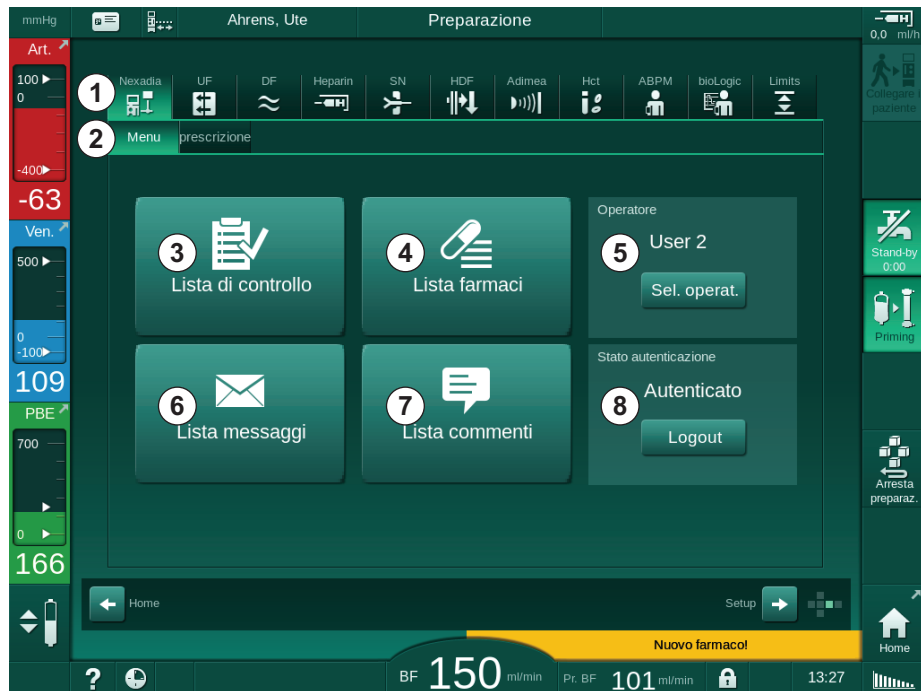 mmHg
Ahrens, Ute
Preparazione
0,0 ml/h
Art.
100
0
-400
-63
Ven.
500
0
-100
109
PBE
700
0
166
1
Nexadia
UF
DF
Heparin
SN
HDF
Adimea
Hct
ABPM
bioLogic
Limits
2
Menu
prescrizione
3
Lista di controllo
4
Lista farmaci
Operatore
5
User 2
Sel. operat.
6
Lista messaggi
7
Lista commenti
Stato autenticazione
8
Autenticato
Logout
Collegare
paziente
Stand-by
0:00
Priming
Arresta
preparaz.
Home
Home
Setup
Nuovo farmaco!
?
BF 150 ml/min
Pr. BF 101 ml/min
13:27